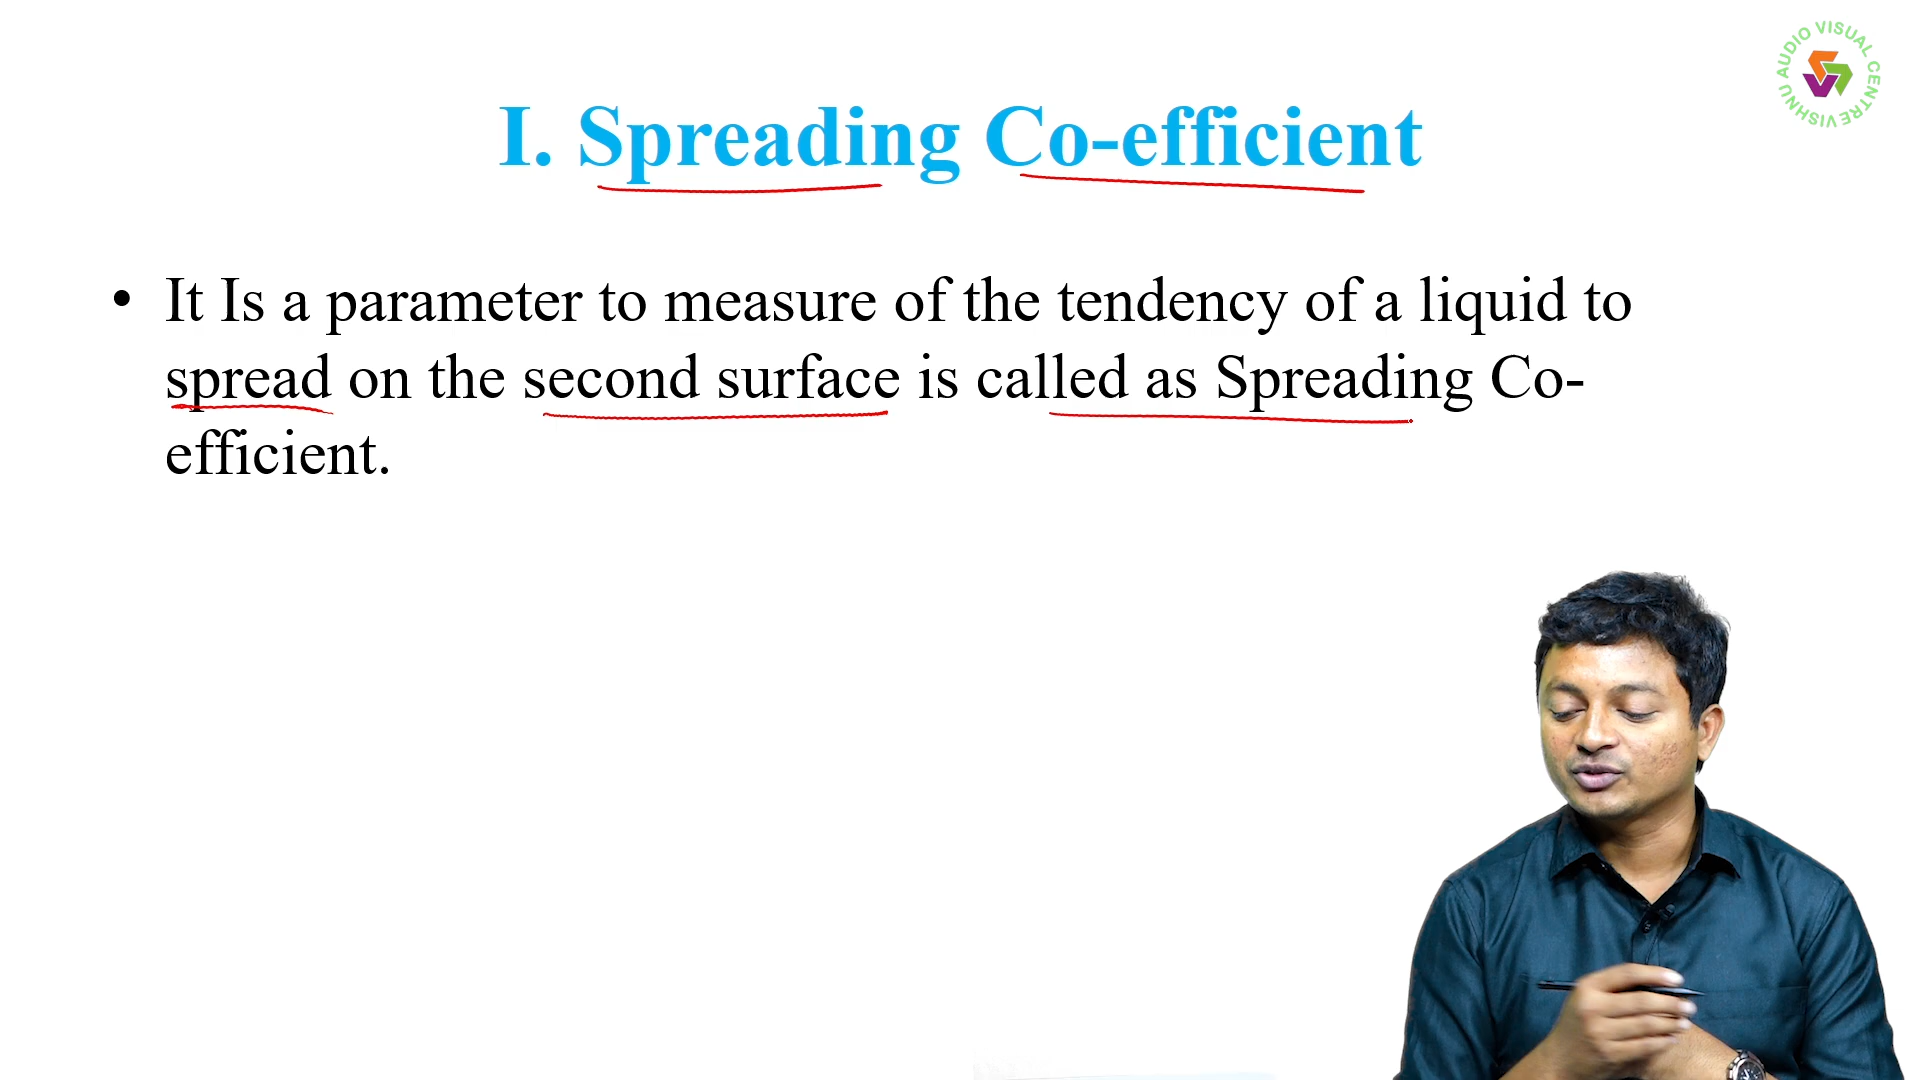 VISHNU AUDIO VISUAL CENTRE
I. Spreading Co-efficient
• It Is a parameter to measure of the tendency of a liquid to
spread on the second surface is called as Spreading Co-
efficient.